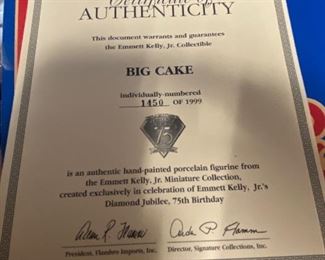 Certificate of
AUTHENTICITY
This document warrants and guarantees
the Emmett Kelly, Jr. Collectible
BIG CAKE
individually-numbered
1450 OF 1999
75
is an authentic hand-painted porcelain figurine from
the Emmett Kelly, Jr. Miniature Collection,
created exclusively in celebration of Emmett Kelly, Jr.'s
Diamond Jubilee, 75th Birthday
President, Flambro Imports, Inc.
Director, Signature Collections, Inc.